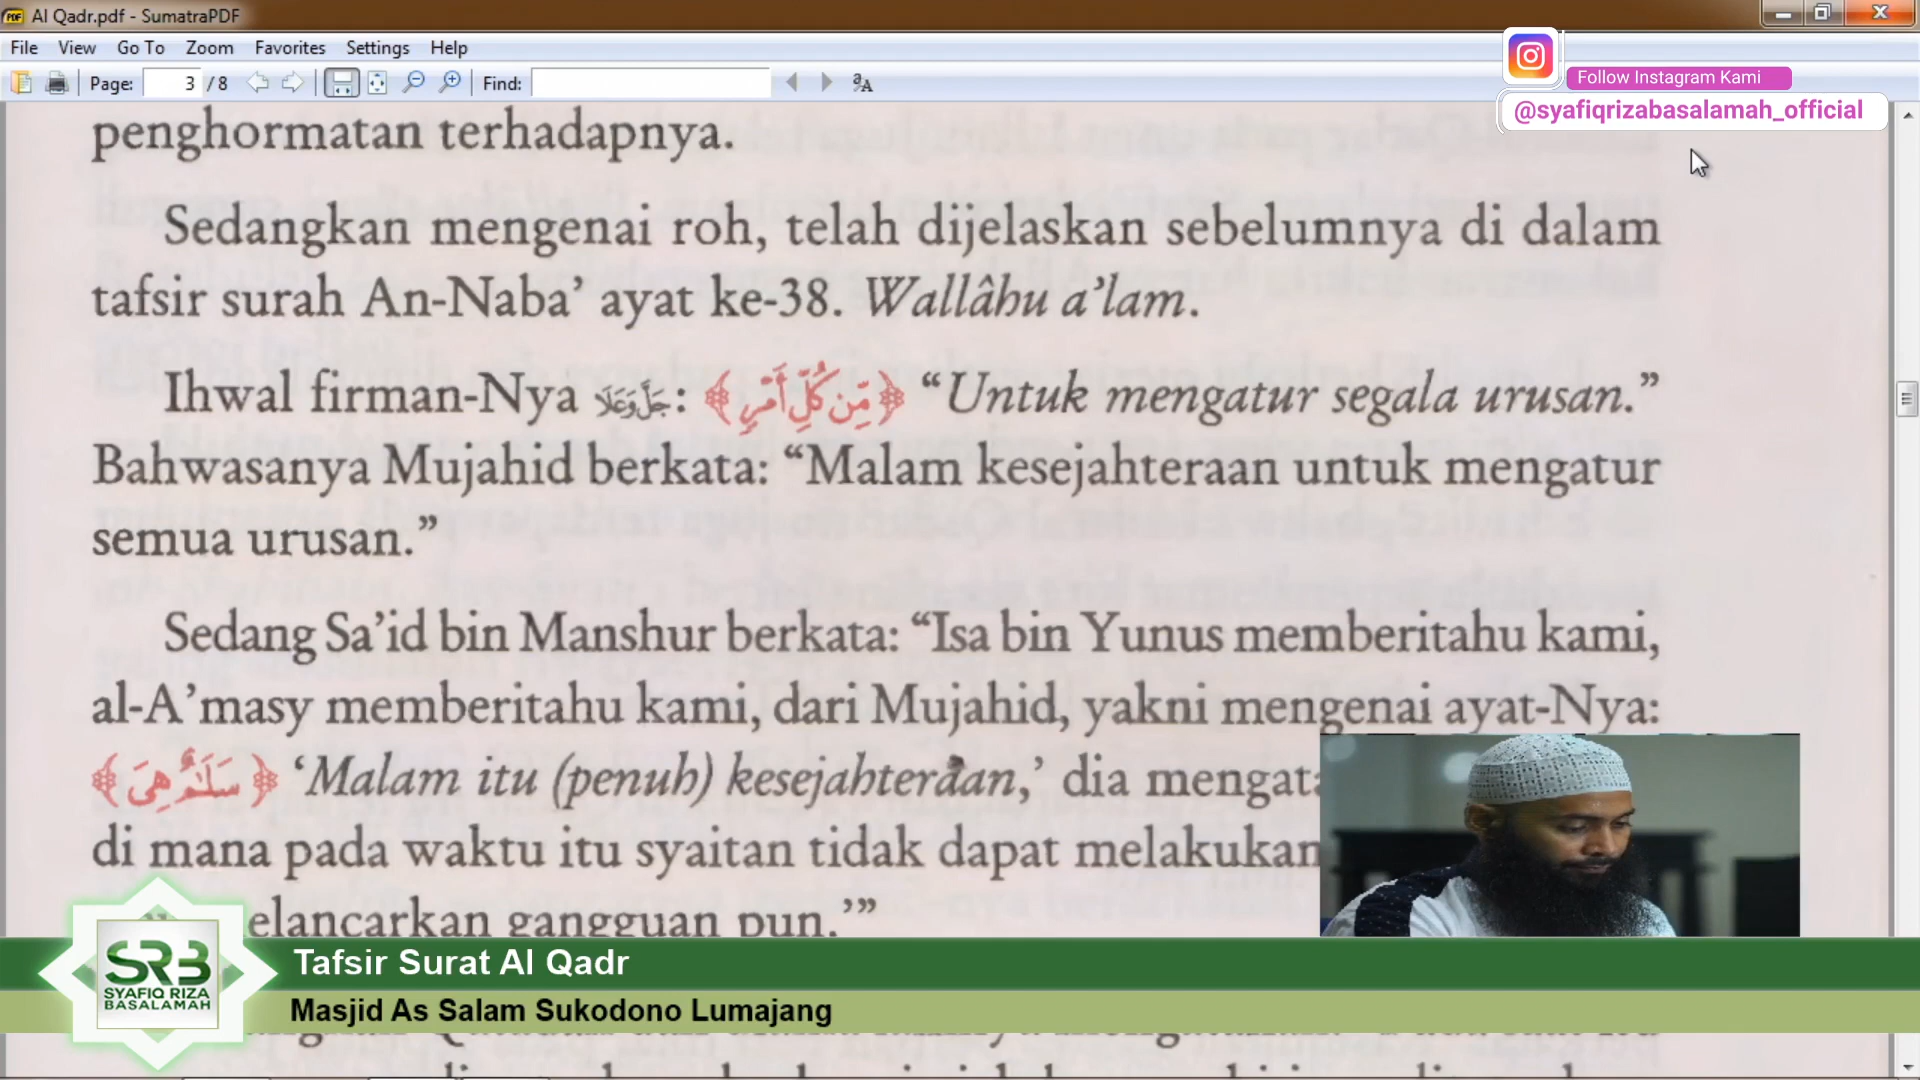 Al Qadr.pdf - SumatraPDF
File View Go To Zoom Favorites Settings Help
Page: 3 / 8 Find:
Follow Instagram Kami
@syafiqrizabasalamah_official
penghormatan terhadapnya.
Sedangkan mengenai roh, telah dijelaskan sebelumnya di dalam
tafsir surah An-Naba’ ayat ke-38. Wallâhu a’lam.
Ihwal firman-Nya جَلَّ وَعَلَا: ﴿مِّن كُلِّ أَمْرٍ﴾ “Untuk mengatur segala urusan.”
Bahwasanya Mujahid berkata: “Malam kesejahteraan untuk mengatur
semua urusan.”
Sedang Sa’id bin Manshur berkata: “Isa bin Yunus memberitahu kami,
al-A’masy memberitahu kami, dari Mujahid, yakni mengenai ayat-Nya:
﴿سَلَٰمٌ هِىَ﴾ ‘Malam itu (penuh) kesejahteraan,’ dia
di mana pada waktu itu syaitan tidak dapat melakukan
elancarkan gangguan pun.’”
SRB
SYAFIQ RIZA
BASALAMAH
Tafsir Surat Al Qadr
Masjid As Salam Sukodono Lumajang